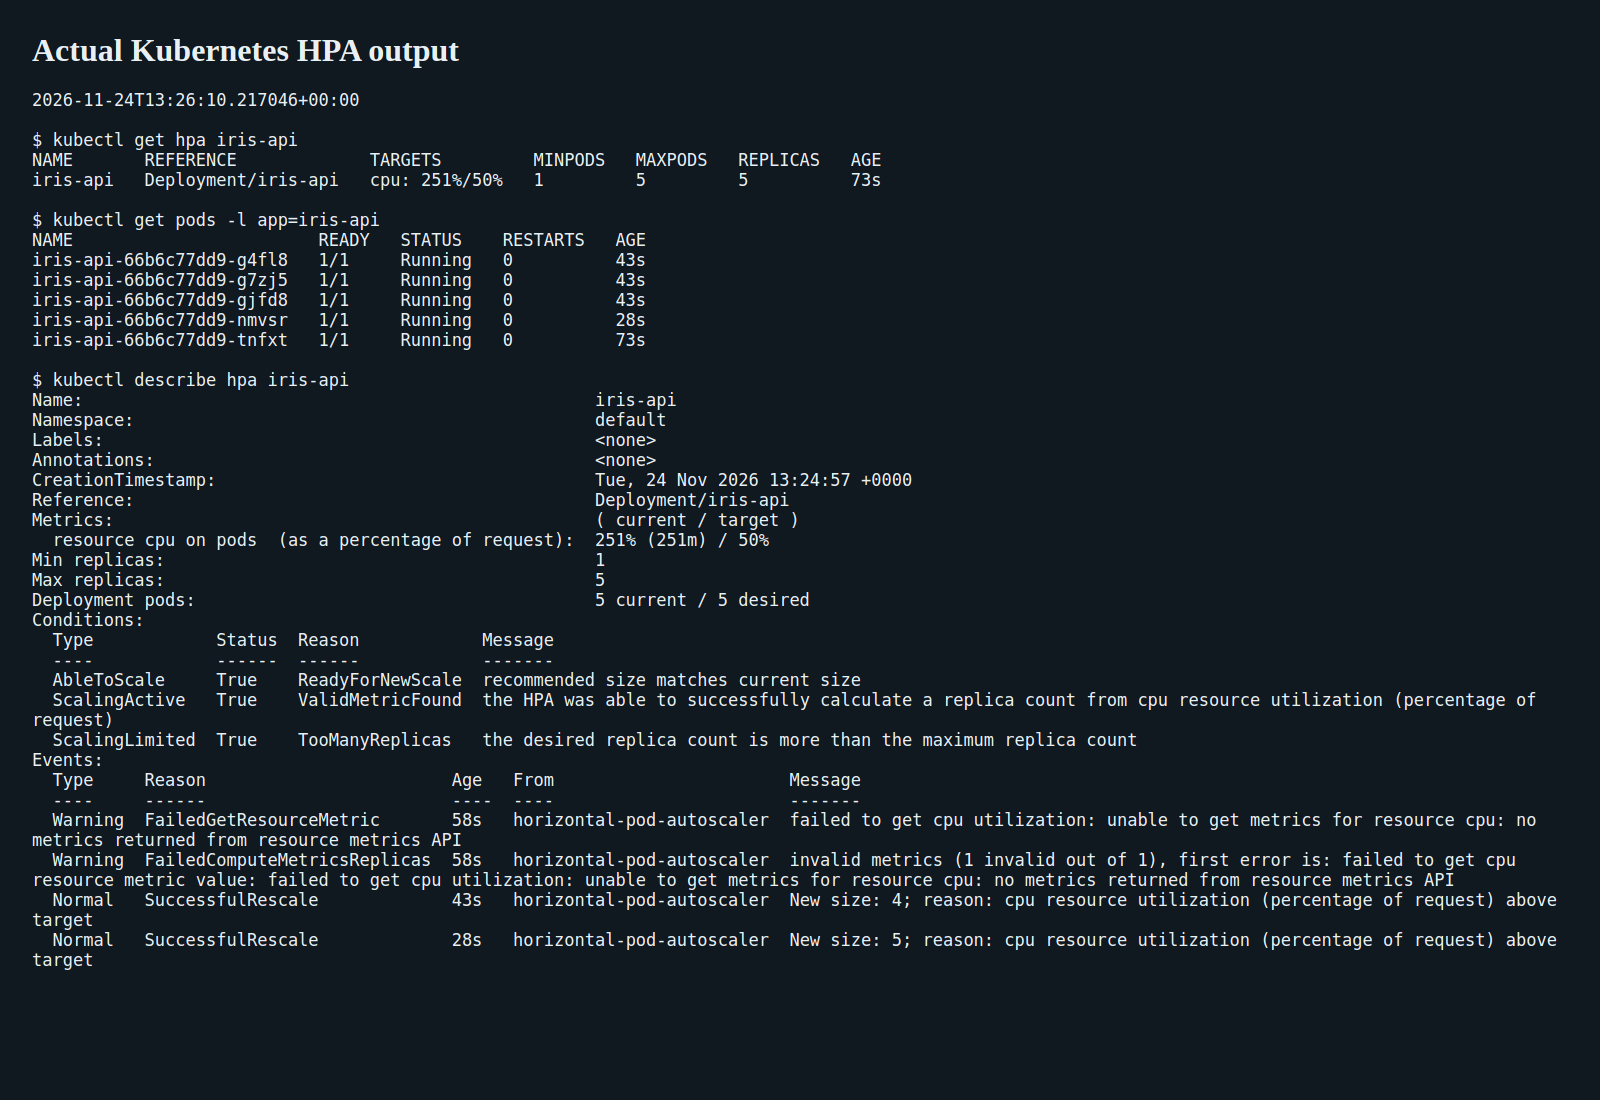 Actual Kubernetes HPA output
2026-11-24T13:26:10.217046+00:00
$ kubectl get hpa iris-api
NAME       REFERENCE             TARGETS         MINPODS   MAXPODS   REPLICAS   AGE
iris-api   Deployment/iris-api   cpu: 251%/50%   1         5         5          73s
$ kubectl get pods -l app=iris-api
NAME                        READY   STATUS    RESTARTS   AGE
iris-api-66b6c77dd9-g4fl8   1/1     Running   0          43s
iris-api-66b6c77dd9-g7zj5   1/1     Running   0          43s
iris-api-66b6c77dd9-gjfd8   1/1     Running   0          43s
iris-api-66b6c77dd9-nmvsr   1/1     Running   0          28s
iris-api-66b6c77dd9-tnfxt   1/1     Running   0          73s
$ kubectl describe hpa iris-api
Name:                                                  iris-api
Namespace:                                             default
Labels:                                                <none>
Annotations:                                           <none>
CreationTimestamp:                                     Tue, 24 Nov 2026 13:24:57 +0000
Reference:                                             Deployment/iris-api
Metrics:                                               ( current / target )
  resource cpu on pods  (as a percentage of request):  251% (251m) / 50%
Min replicas:                                          1
Max replicas:                                          5
Deployment pods:                                       5 current / 5 desired
Conditions:
  Type            Status  Reason            Message
  ----            ------  ------            -------
  AbleToScale     True    ReadyForNewScale  recommended size matches current size
  ScalingActive   True    ValidMetricFound  the HPA was able to successfully calculate a replica count from cpu resource utilization (percentage of
request)
  ScalingLimited  True    TooManyReplicas   the desired replica count is more than the maximum replica count
Events:
  Type     Reason                        Age   From                       Message
  ----     ------                        ----  ----                       -------
  Warning  FailedGetResourceMetric       58s   horizontal-pod-autoscaler  failed to get cpu utilization: unable to get metrics for resource cpu: no
metrics returned from resource metrics API
  Warning  FailedComputeMetricsReplicas  58s   horizontal-pod-autoscaler  invalid metrics (1 invalid out of 1), first error is: failed to get cpu
resource metric value: failed to get cpu utilization: unable to get metrics for resource cpu: no metrics returned from resource metrics API
  Normal   SuccessfulRescale             43s   horizontal-pod-autoscaler  New size: 4; reason: cpu resource utilization (percentage of request) above
target
  Normal   SuccessfulRescale             28s   horizontal-pod-autoscaler  New size: 5; reason: cpu resource utilization (percentage of request) above
target